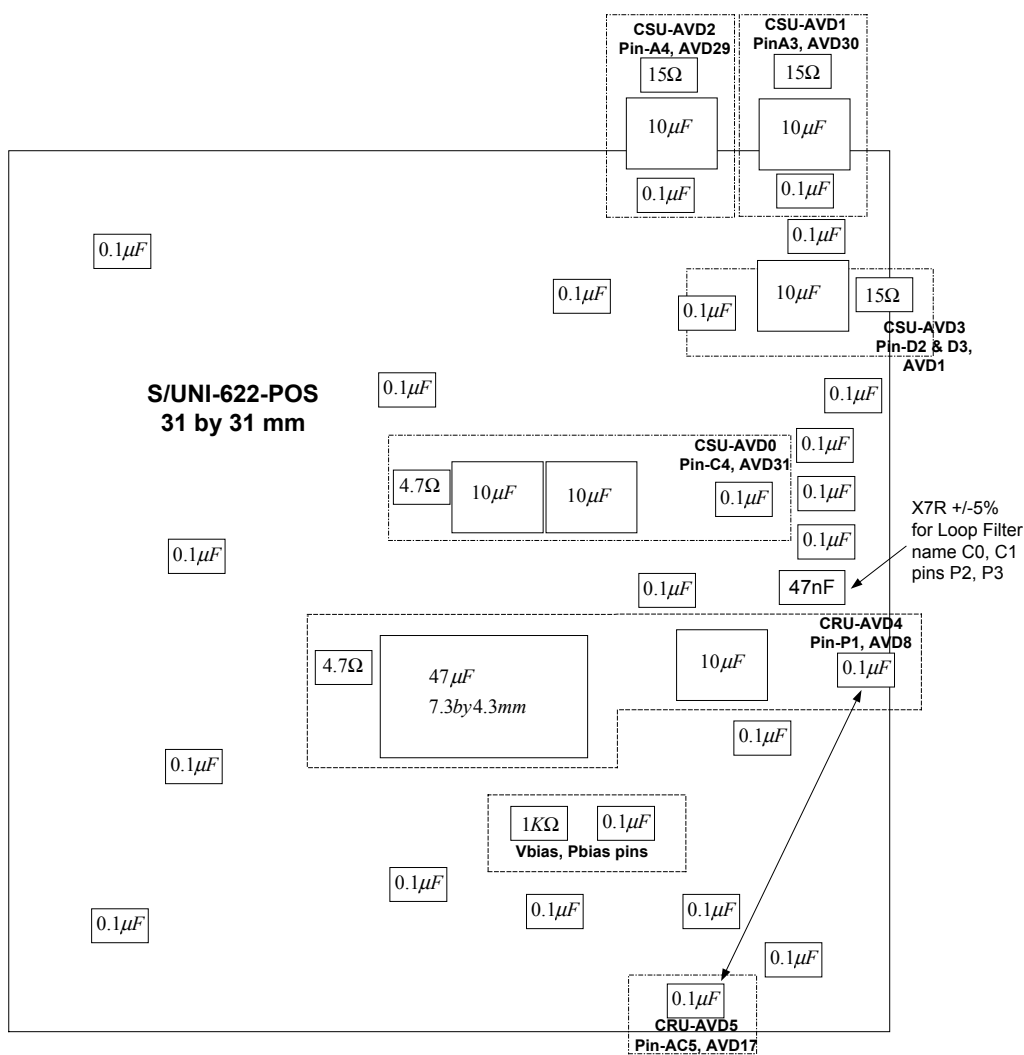 CSU-AVD2
Pin-A4, AVD29
15Ω
10μF
0.1μF
CSU-AVD1
PinA3, AVD30
15Ω
10μF
0.1μF
0.1μF
0.1μF
0.1μF
0.1μF
10μF
15Ω
CSU-AVD3
Pin-D2 & D3,
AVD1
S/UNI-622-POS
31 by 31 mm
0.1μF
0.1μF
CSU-AVD0
Pin-C4, AVD31
4.7Ω
10μF
10μF
0.1μF
0.1μF
0.1μF
0.1μF
X7R +/-5%
for Loop Filter
name C0, C1
pins P2, P3
0.1μF
0.1μF
47nF
CRU-AVD4
Pin-P1, AVD8
4.7Ω
47μF
7.3by4.3mm
10μF
0.1μF
0.1μF
0.1μF
1KΩ
0.1μF
Vbias, Pbias pins
0.1μF
0.1μF
0.1μF
0.1μF
0.1μF
0.1μF
CRU-AVD5
Pin-AC5, AVD17